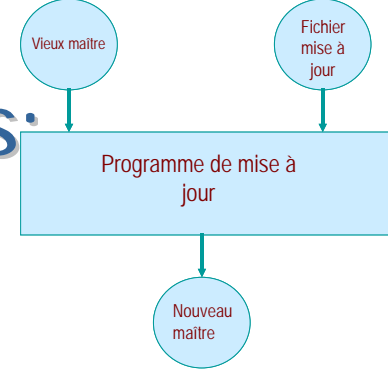 Vieux maître
Fichier
mise à
jour
Programme de mise à
jour
Nouveau
maître